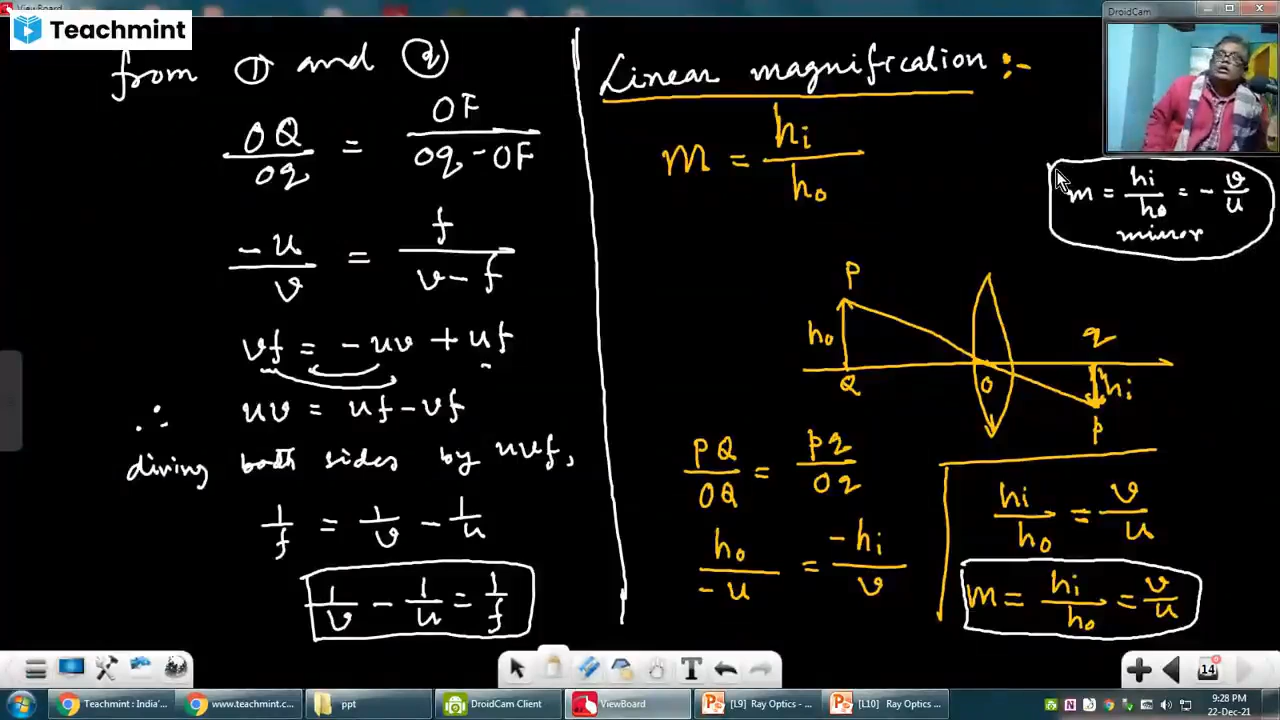 ViewBoard
Teachmint
DroidCam
from ① and ②
OQ/oq = OF/(oq - OF)
-u/v = f/(v - f)
vf = - uv + uf
∴ uv = uf - vf
diving both sides by uvf,
1/f = 1/v - 1/u
1/v - 1/u = 1/f
Linear magnification :-
m = hi/ho
m = hi/ho = - v/u
mirror
P
ho
Q
O
q
hi
p
PQ/OQ = pq/oq
ho/-u = -hi/v
hi/ho = v/u
m = hi/ho = v/u
14
Teachmint : India'...
www.teachmint.c...
ppt
DroidCam Client
ViewBoard
[L9] Ray Optics - ...
[L10] Ray Optics ...
9:28 PM
22-Dec-21